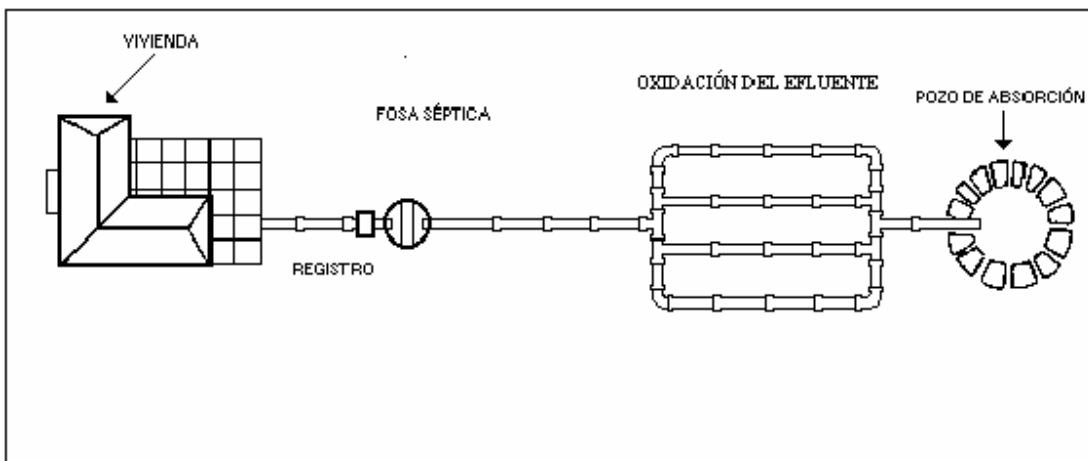 VIVIENDA
OXIDACIÓN DEL EFLUENTE
POZO DE ABSORCIÓN
FOSA SÉPTICA
REGISTRO